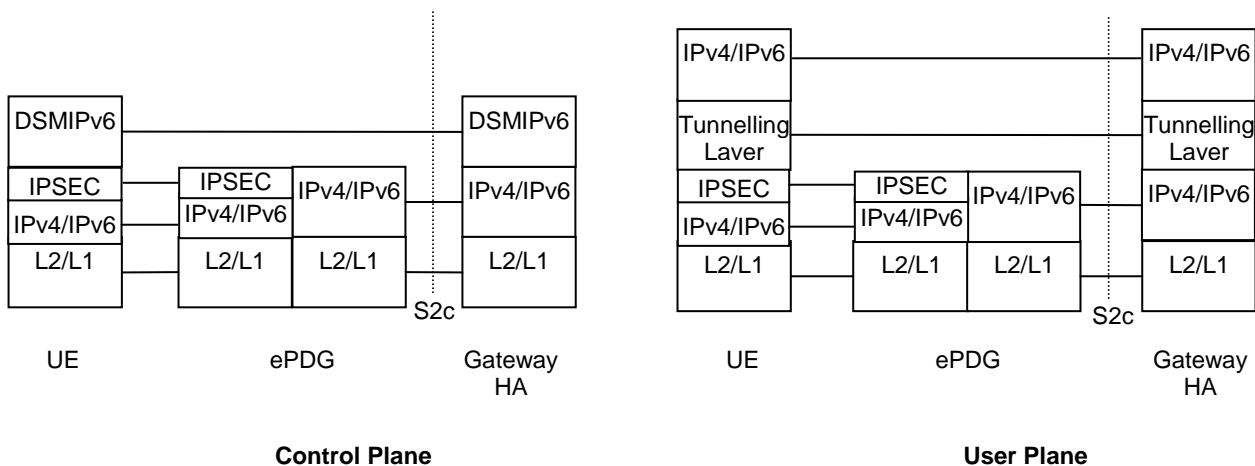 DSMIPv6
IPSEC
IPv4/IPv6
L2/L1
IPSEC
IPv4/IPv6
L2/L1
IPv4/IPv6
L2/L1
DSMIPv6
IPv4/IPv6
L2/L1
S2c
UE
ePDG
Gateway
HA
Control Plane
IPv4/IPv6
Tunnelling
Laver
IPSEC
IPv4/IPv6
L2/L1
IPSEC
IPv4/IPv6
L2/L1
IPv4/IPv6
L2/L1
IPv4/IPv6
Tunnelling
Laver
IPv4/IPv6
L2/L1
S2c
UE
ePDG
Gateway
HA
User Plane